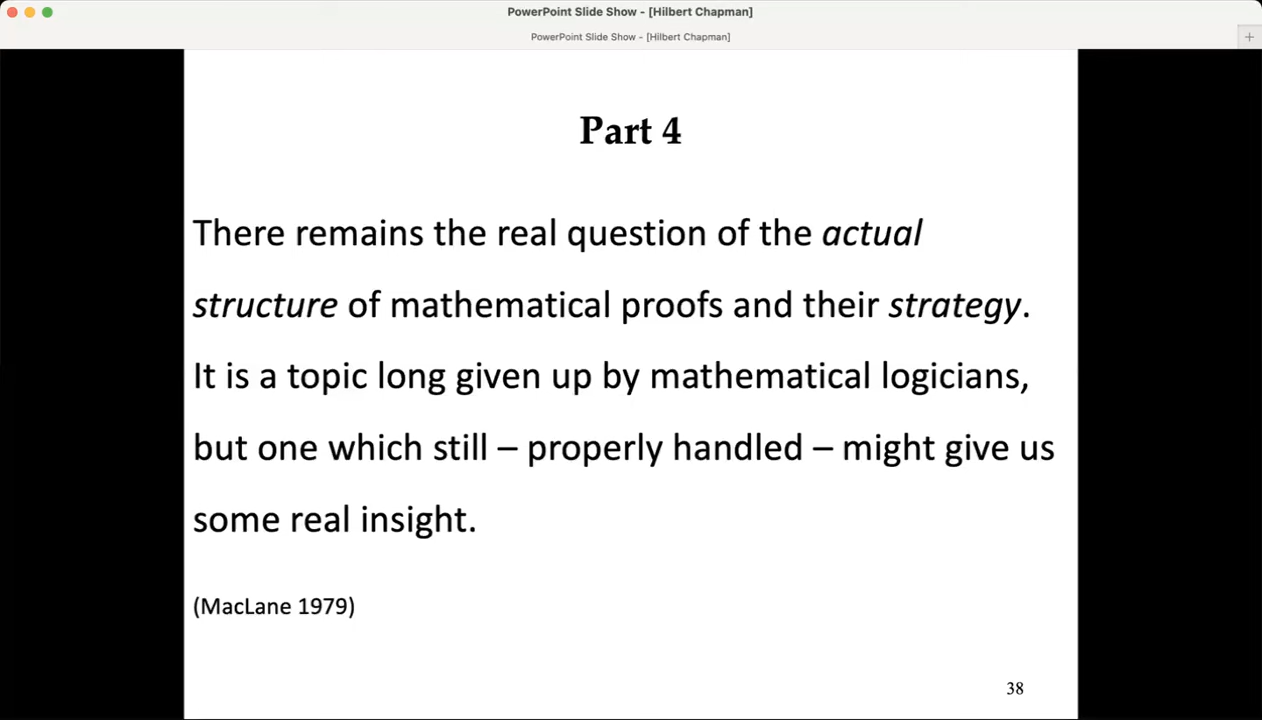 PowerPoint Slide Show - [Hilbert Chapman]
PowerPoint Slide Show - [Hilbert Chapman]
Part 4
There remains the real question of the actual
structure of mathematical proofs and their strategy.
It is a topic long given up by mathematical logicians,
but one which still – properly handled – might give us
some real insight.
(MacLane 1979)
38